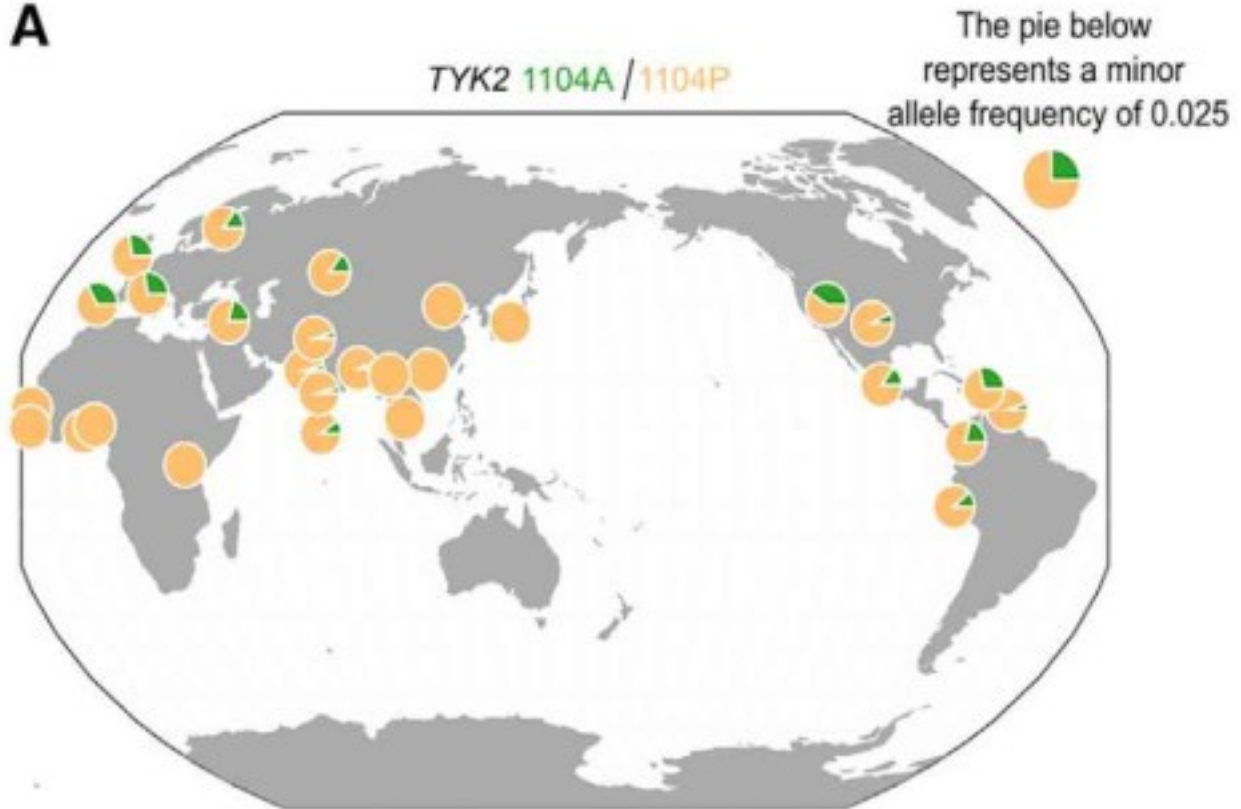 A
The pie below
represents a minor
allele frequency of 0.025
TYK2 1104A / 1104P